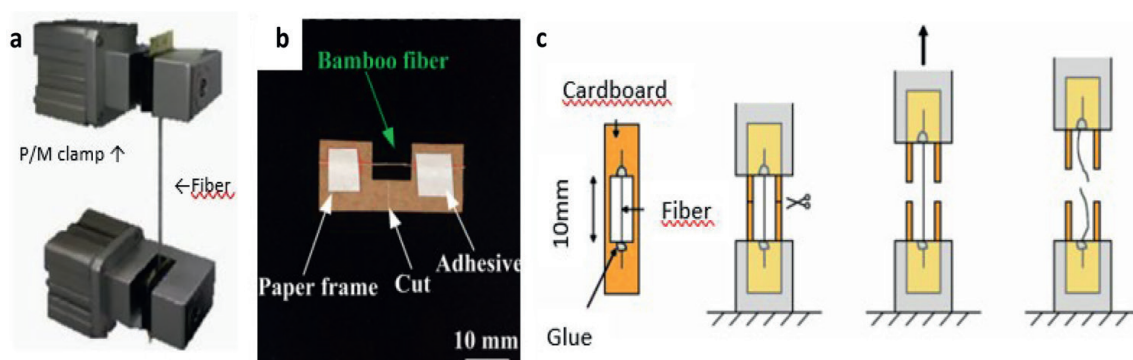 a
P/M clamp ↑
←Fiber
b
Bamboo fiber
Paper frame
Cut
Adhesive
10 mm
c
Cardboard
10mm
Fiber
Glue